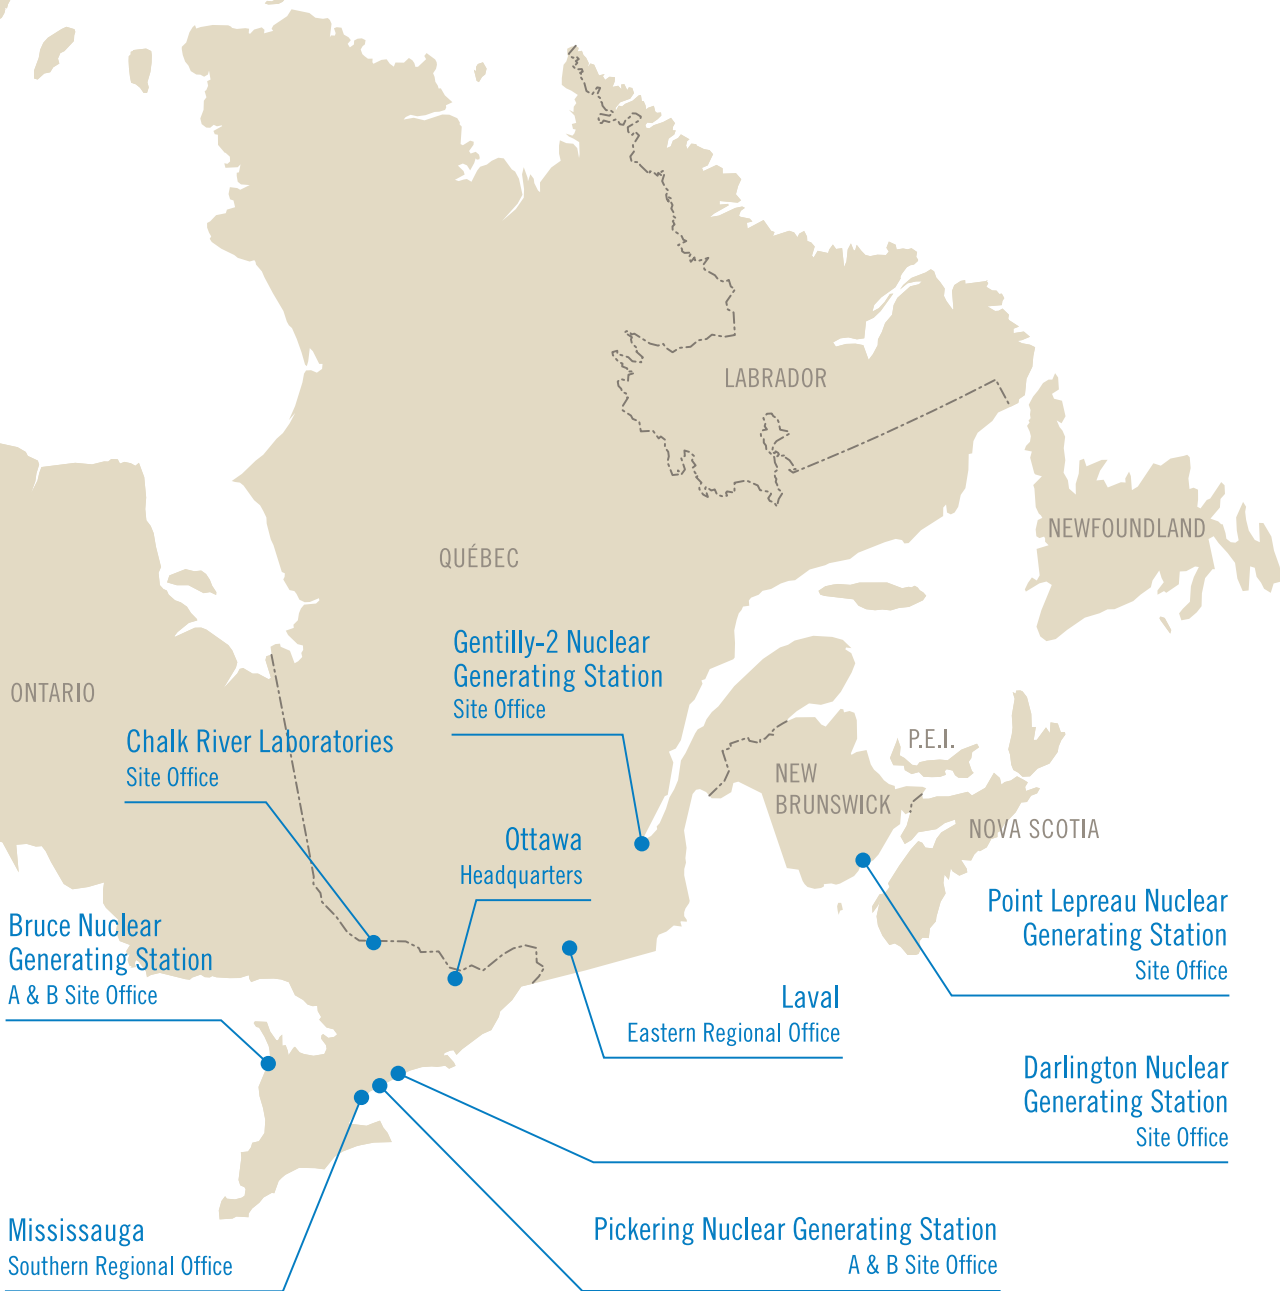 LABRADOR
NEWFOUNDLAND
QUÉBEC
Gentilly-2 Nuclear
Generating Station
Site Office
ONTARIO
Chalk River Laboratories
Site Office
P.E.I.
NEW
BRUNSWICK
NOVA SCOTIA
Ottawa
Headquarters
Point Lepreau Nuclear
Generating Station
Site Office
Bruce Nuclear
Generating Station
A & B Site Office
Laval
Eastern Regional Office
Darlington Nuclear
Generating Station
Site Office
Mississauga
Southern Regional Office
Pickering Nuclear Generating Station
A & B Site Office